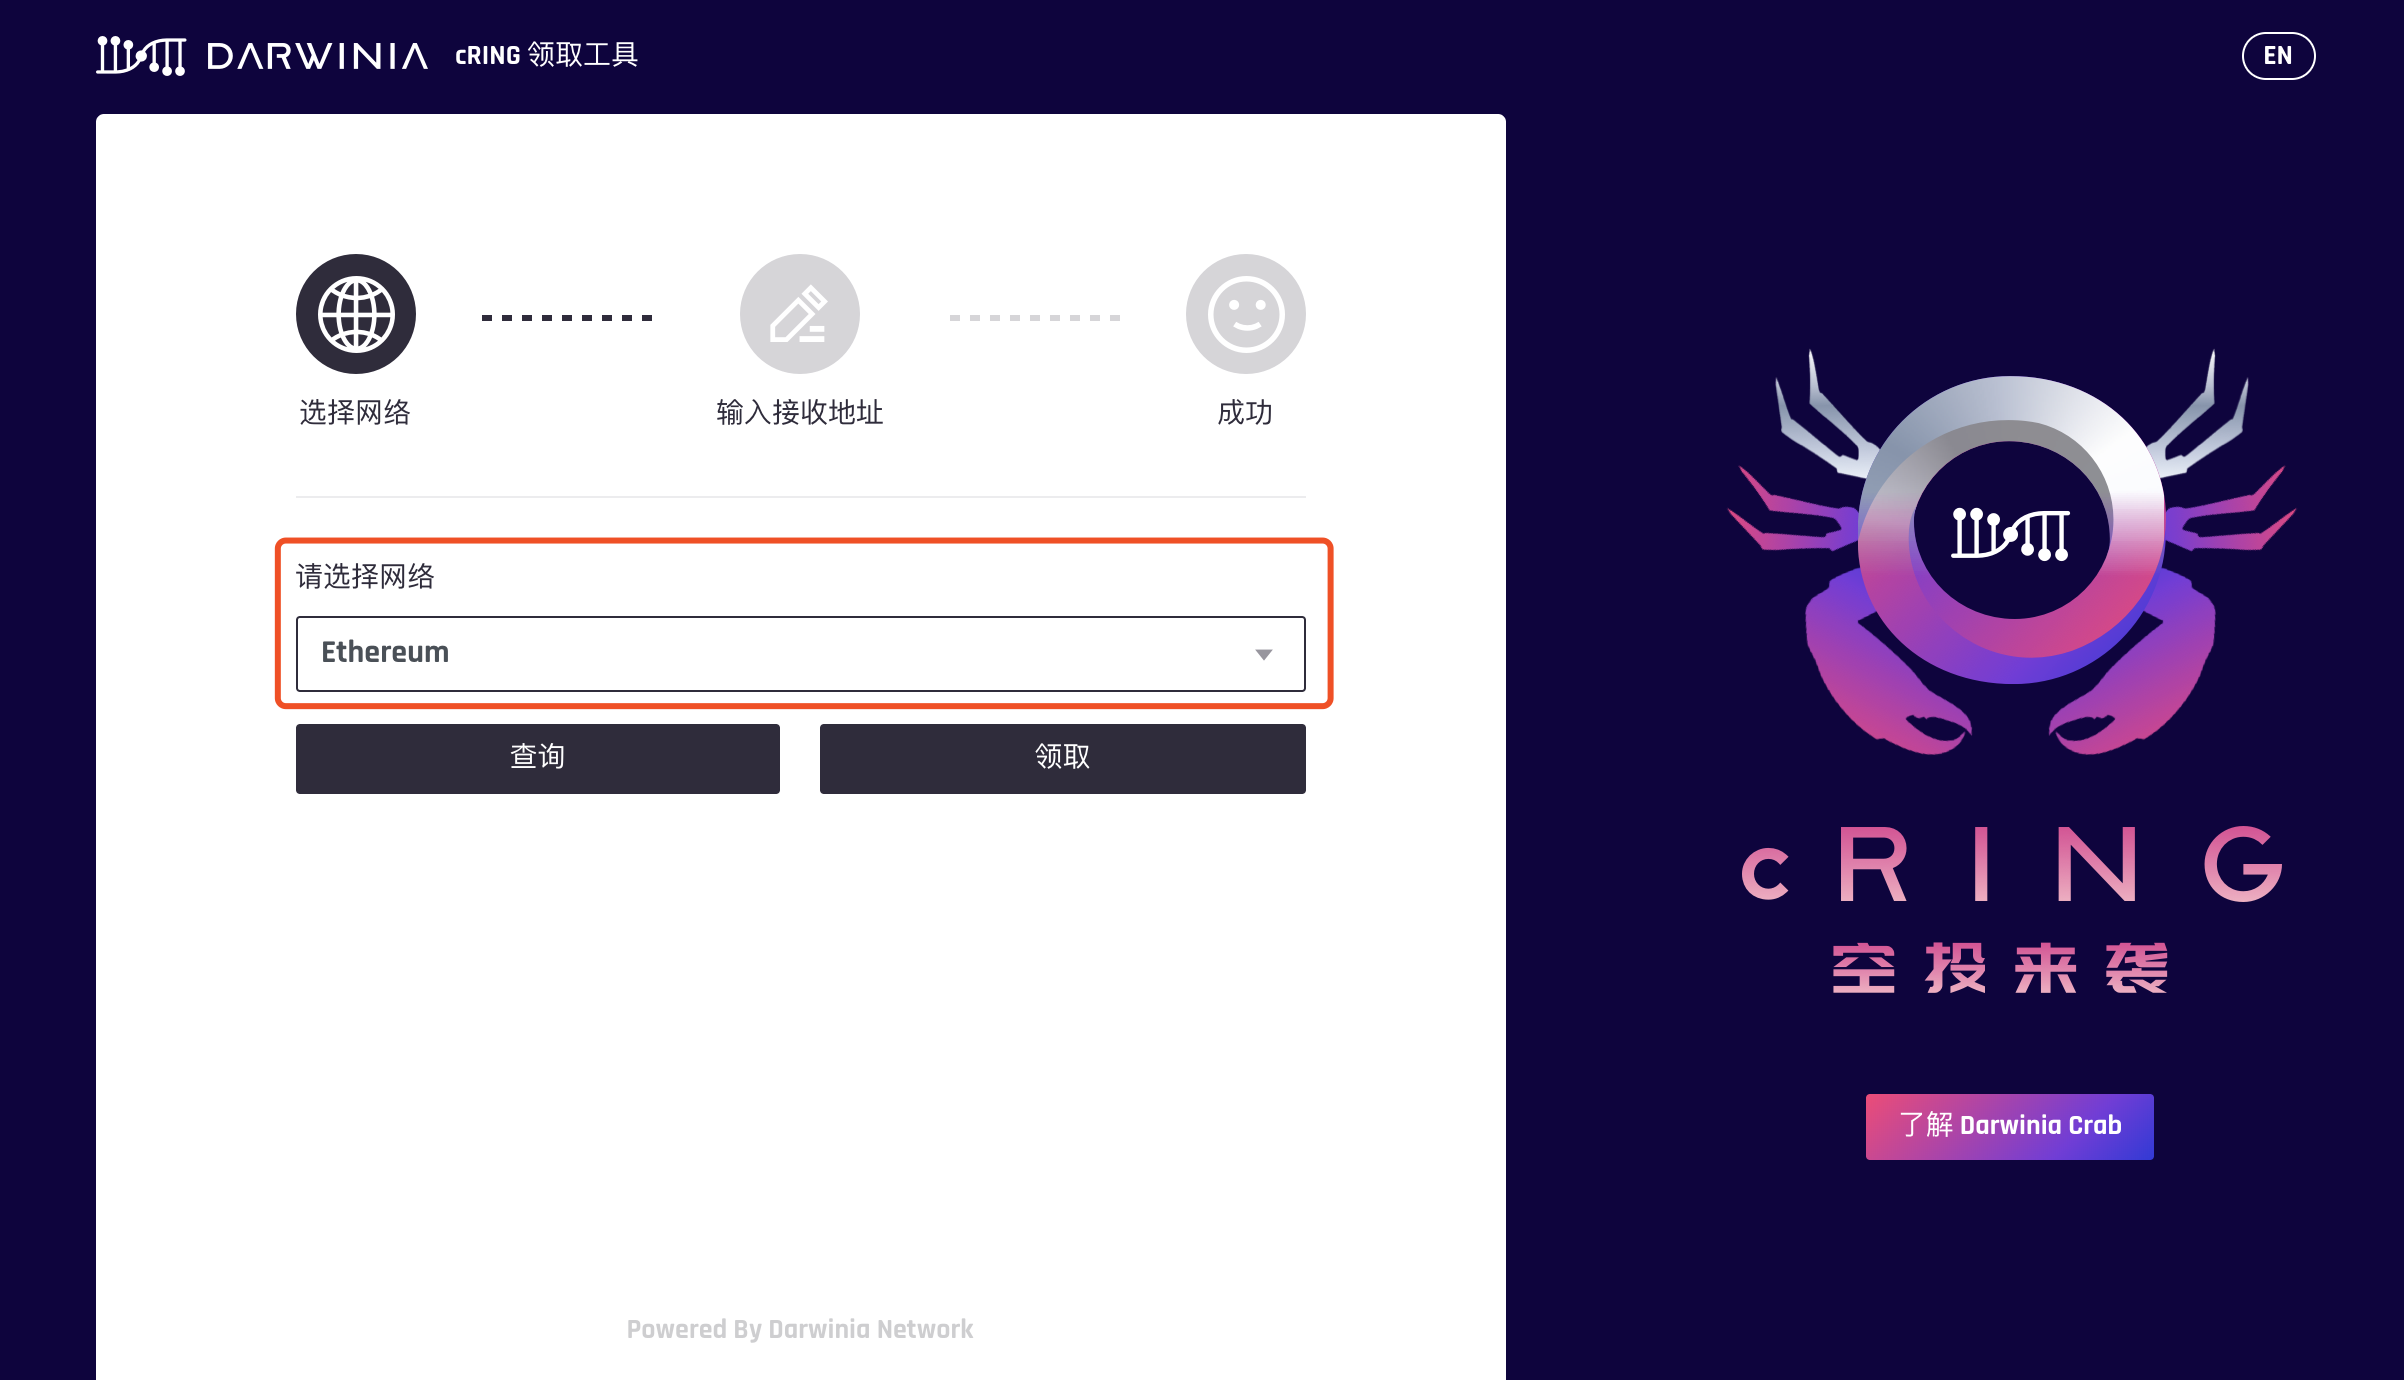 DARWINIA cRING 领取工具
EN
选择网络
输入接收地址
成功
请选择网络
Ethereum
查询
领取
Powered By Darwinia Network
cRING
空投来袭
了解 Darwinia Crab